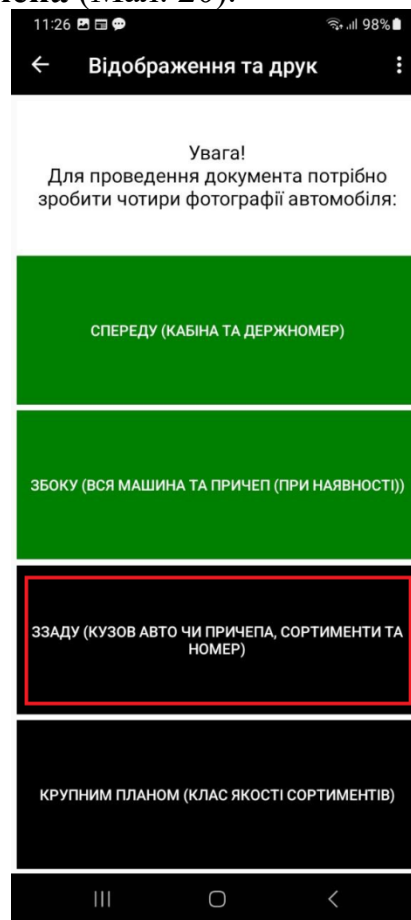 (Мал. 20).
11:26
98%
Відображення та друк
Увага!
Для проведення документа потрібно
зробити чотири фотографії автомобіля:
СПЕРЕДУ (КАБІНА ТА ДЕРЖНОМЕР)
ЗБОКУ (ВСЯ МАШИНА ТА ПРИЧЕП (ПРИ НАЯВНОСТІ))
ЗЗАДУ (КУЗОВ АВТО ЧИ ПРИЧЕПА, СОРТИМЕНТИ ТА
НОМЕР)
КРУПНИМ ПЛАНОМ (КЛАС ЯКОСТІ СОРТИМЕНТІВ)